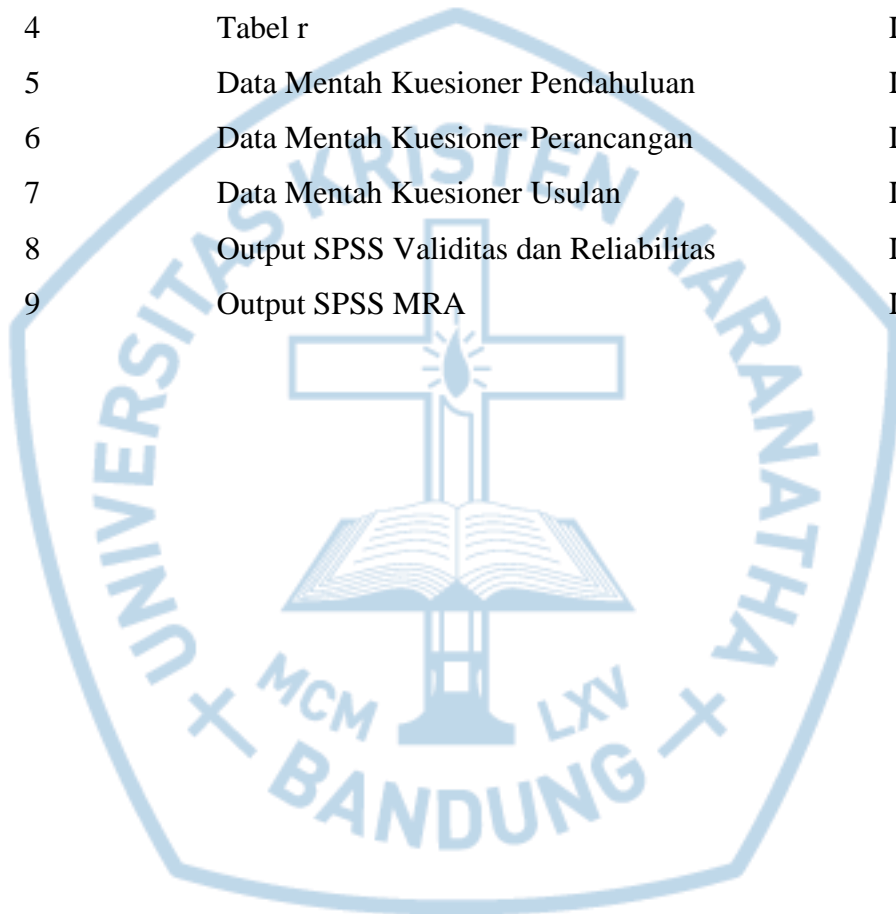 4 Tabel r
5 Data Mentah Kuesioner Pendahuluan
6 Data Mentah Kuesioner Perancangan
7 Data Mentah Kuesioner Usulan
8 Output SPSS Validitas dan Reliabilitas
9 Output SPSS MRA
UNIVERSITAS KRISTEN MARANATHA
MCM LXV
BANDUNG